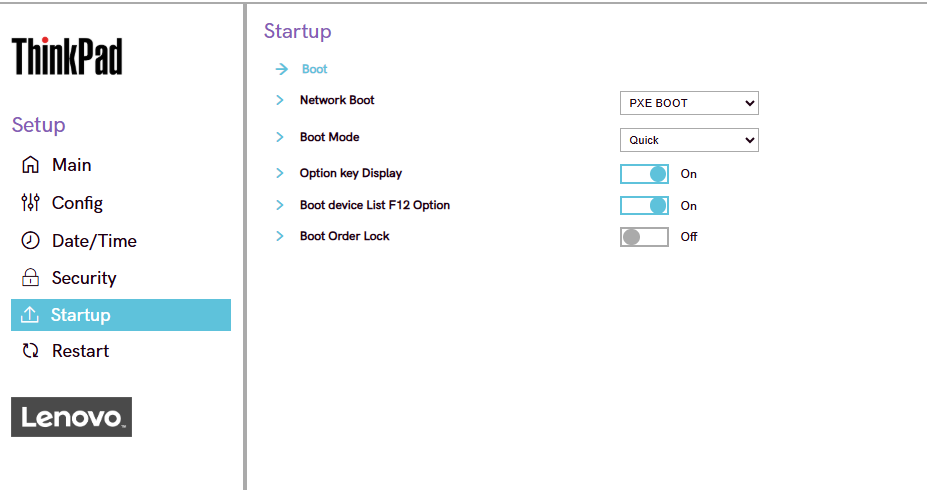 ThinkPad
Setup
Main
Config
Date/Time
Security
Startup
Restart
Lenovo
Startup
Boot
Network Boot PXE BOOT
Boot Mode Quick
Option key Display On
Boot device List F12 Option On
Boot Order Lock Off